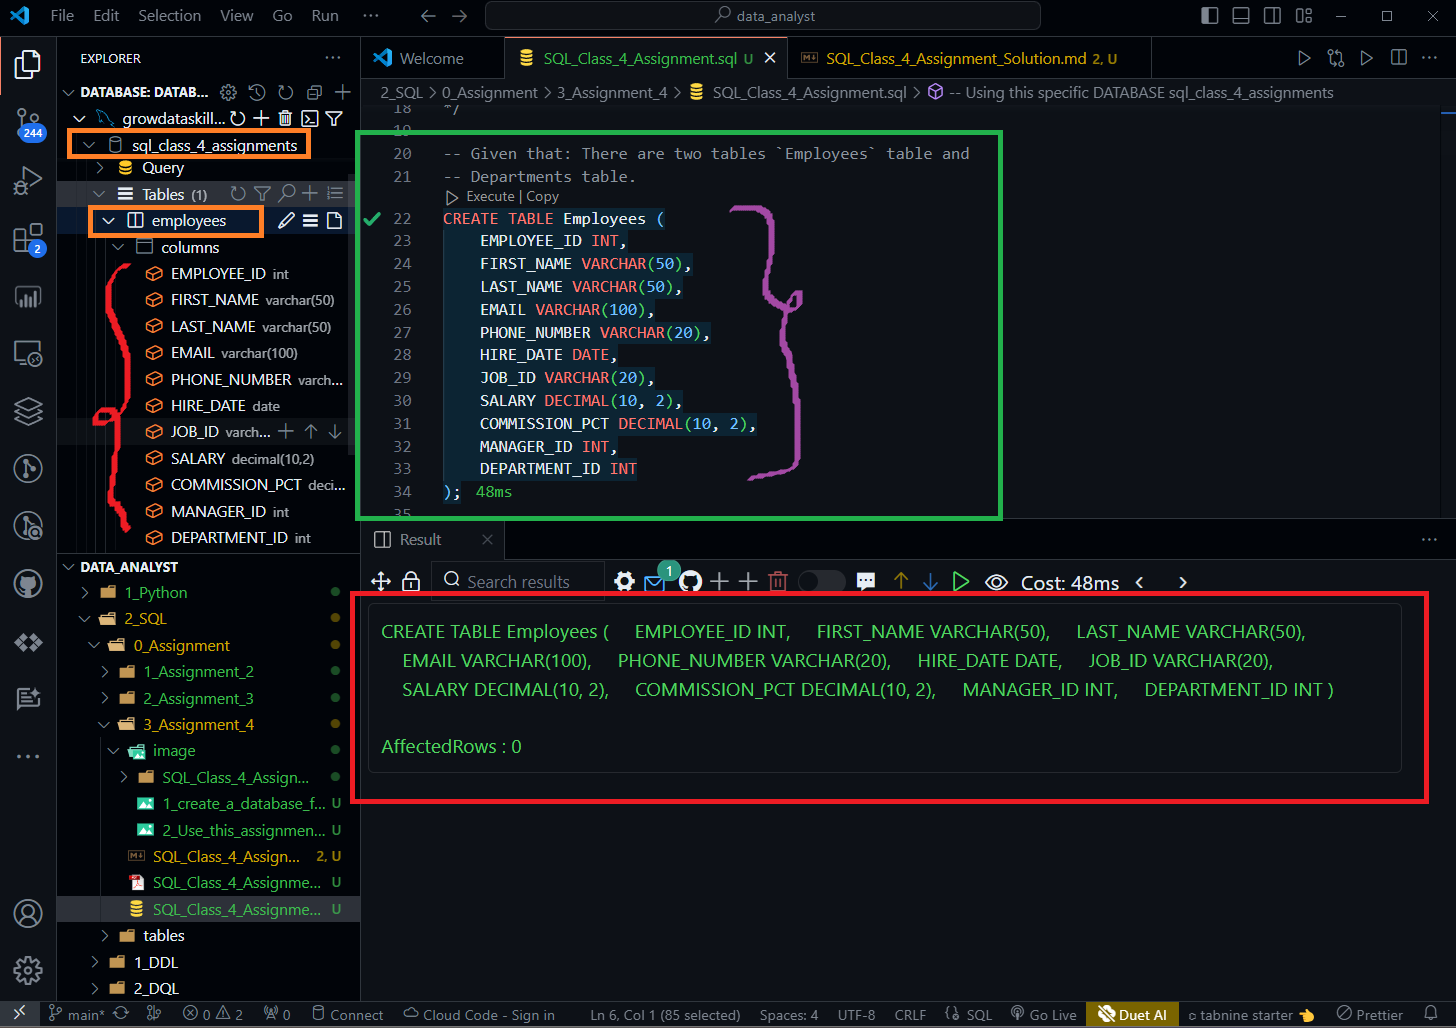 File Edit Selection View Go Run ··· data_analyst
EXPLORER ···
DATABASE: DATAB...
growdataskill...
sql_class_4_assignments
Query
Tables (1)
employees
columns
EMPLOYEE_ID int
FIRST_NAME varchar(50)
LAST_NAME varchar(50)
EMAIL varchar(100)
PHONE_NUMBER varch...
HIRE_DATE date
JOB_ID varch...
SALARY decimal(10,2)
COMMISSION_PCT deci...
MANAGER_ID int
DEPARTMENT_ID int
DATA_ANALYST
1_Python
2_SQL
0_Assignment
1_Assignment_2
2_Assignment_3
3_Assignment_4
image
SQL_Class_4_Assign...
1_create_a_database_f... U
2_Use_this_assignmen... U
SQL_Class_4_Assign... 2, U
SQL_Class_4_Assignme... U
SQL_Class_4_Assignme... U
tables
1_DDL
2_DQL
244
2
Welcome SQL_Class_4_Assignment.sql U SQL_Class_4_Assignment_Solution.md 2, U
2_SQL > 0_Assignment > 3_Assignment_4 > SQL_Class_4_Assignment.sql > -- Using this specific DATABASE sql_class_4_assignments
18 */
19
20 -- Given that: There are two tables `Employees` table and
21 -- Departments table.
Execute | Copy
22 CREATE TABLE Employees (
23 EMPLOYEE_ID INT,
24 FIRST_NAME VARCHAR(50),
25 LAST_NAME VARCHAR(50),
26 EMAIL VARCHAR(100),
27 PHONE_NUMBER VARCHAR(20),
28 HIRE_DATE DATE,
29 JOB_ID VARCHAR(20),
30 SALARY DECIMAL(10, 2),
31 COMMISSION_PCT DECIMAL(10, 2),
32 MANAGER_ID INT,
33 DEPARTMENT_ID INT
34 ); 48ms
35
Result
Search results 1 Cost: 48ms
CREATE TABLE Employees ( EMPLOYEE_ID INT, FIRST_NAME VARCHAR(50), LAST_NAME VARCHAR(50),
EMAIL VARCHAR(100), PHONE_NUMBER VARCHAR(20), HIRE_DATE DATE, JOB_ID VARCHAR(20),
SALARY DECIMAL(10, 2), COMMISSION_PCT DECIMAL(10, 2), MANAGER_ID INT, DEPARTMENT_ID INT )
AffectedRows : 0
main* 0 2 0 Connect Cloud Code - Sign in Ln 6, Col 1 (85 selected) Spaces: 4 UTF-8 CRLF SQL Go Live Duet AI tabnine starter Prettier